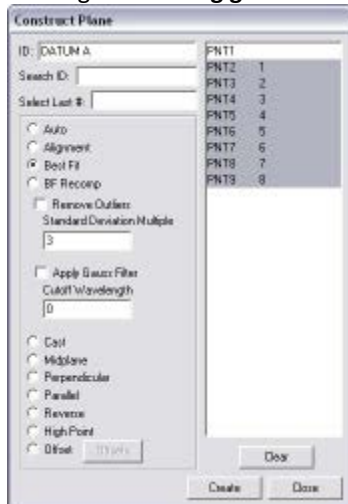 Construct Plane
ID: DATUM A
Search ID:
Select Last #:
Auto
Alignment
Best Fit
BF Recomp
Remove Outliers
Standard Deviation Multiple
3
Apply Gauss Filter
Cutoff Wavelength
0
Cast
Midplane
Perpendicular
Parallel
Reverse
High Point
Offset
Offsets
PNT1
PNT2 1
PNT3 2
PNT4 3
PNT5 4
PNT6 5
PNT7 6
PNT8 7
PNT9 8
Clear
Create
Close